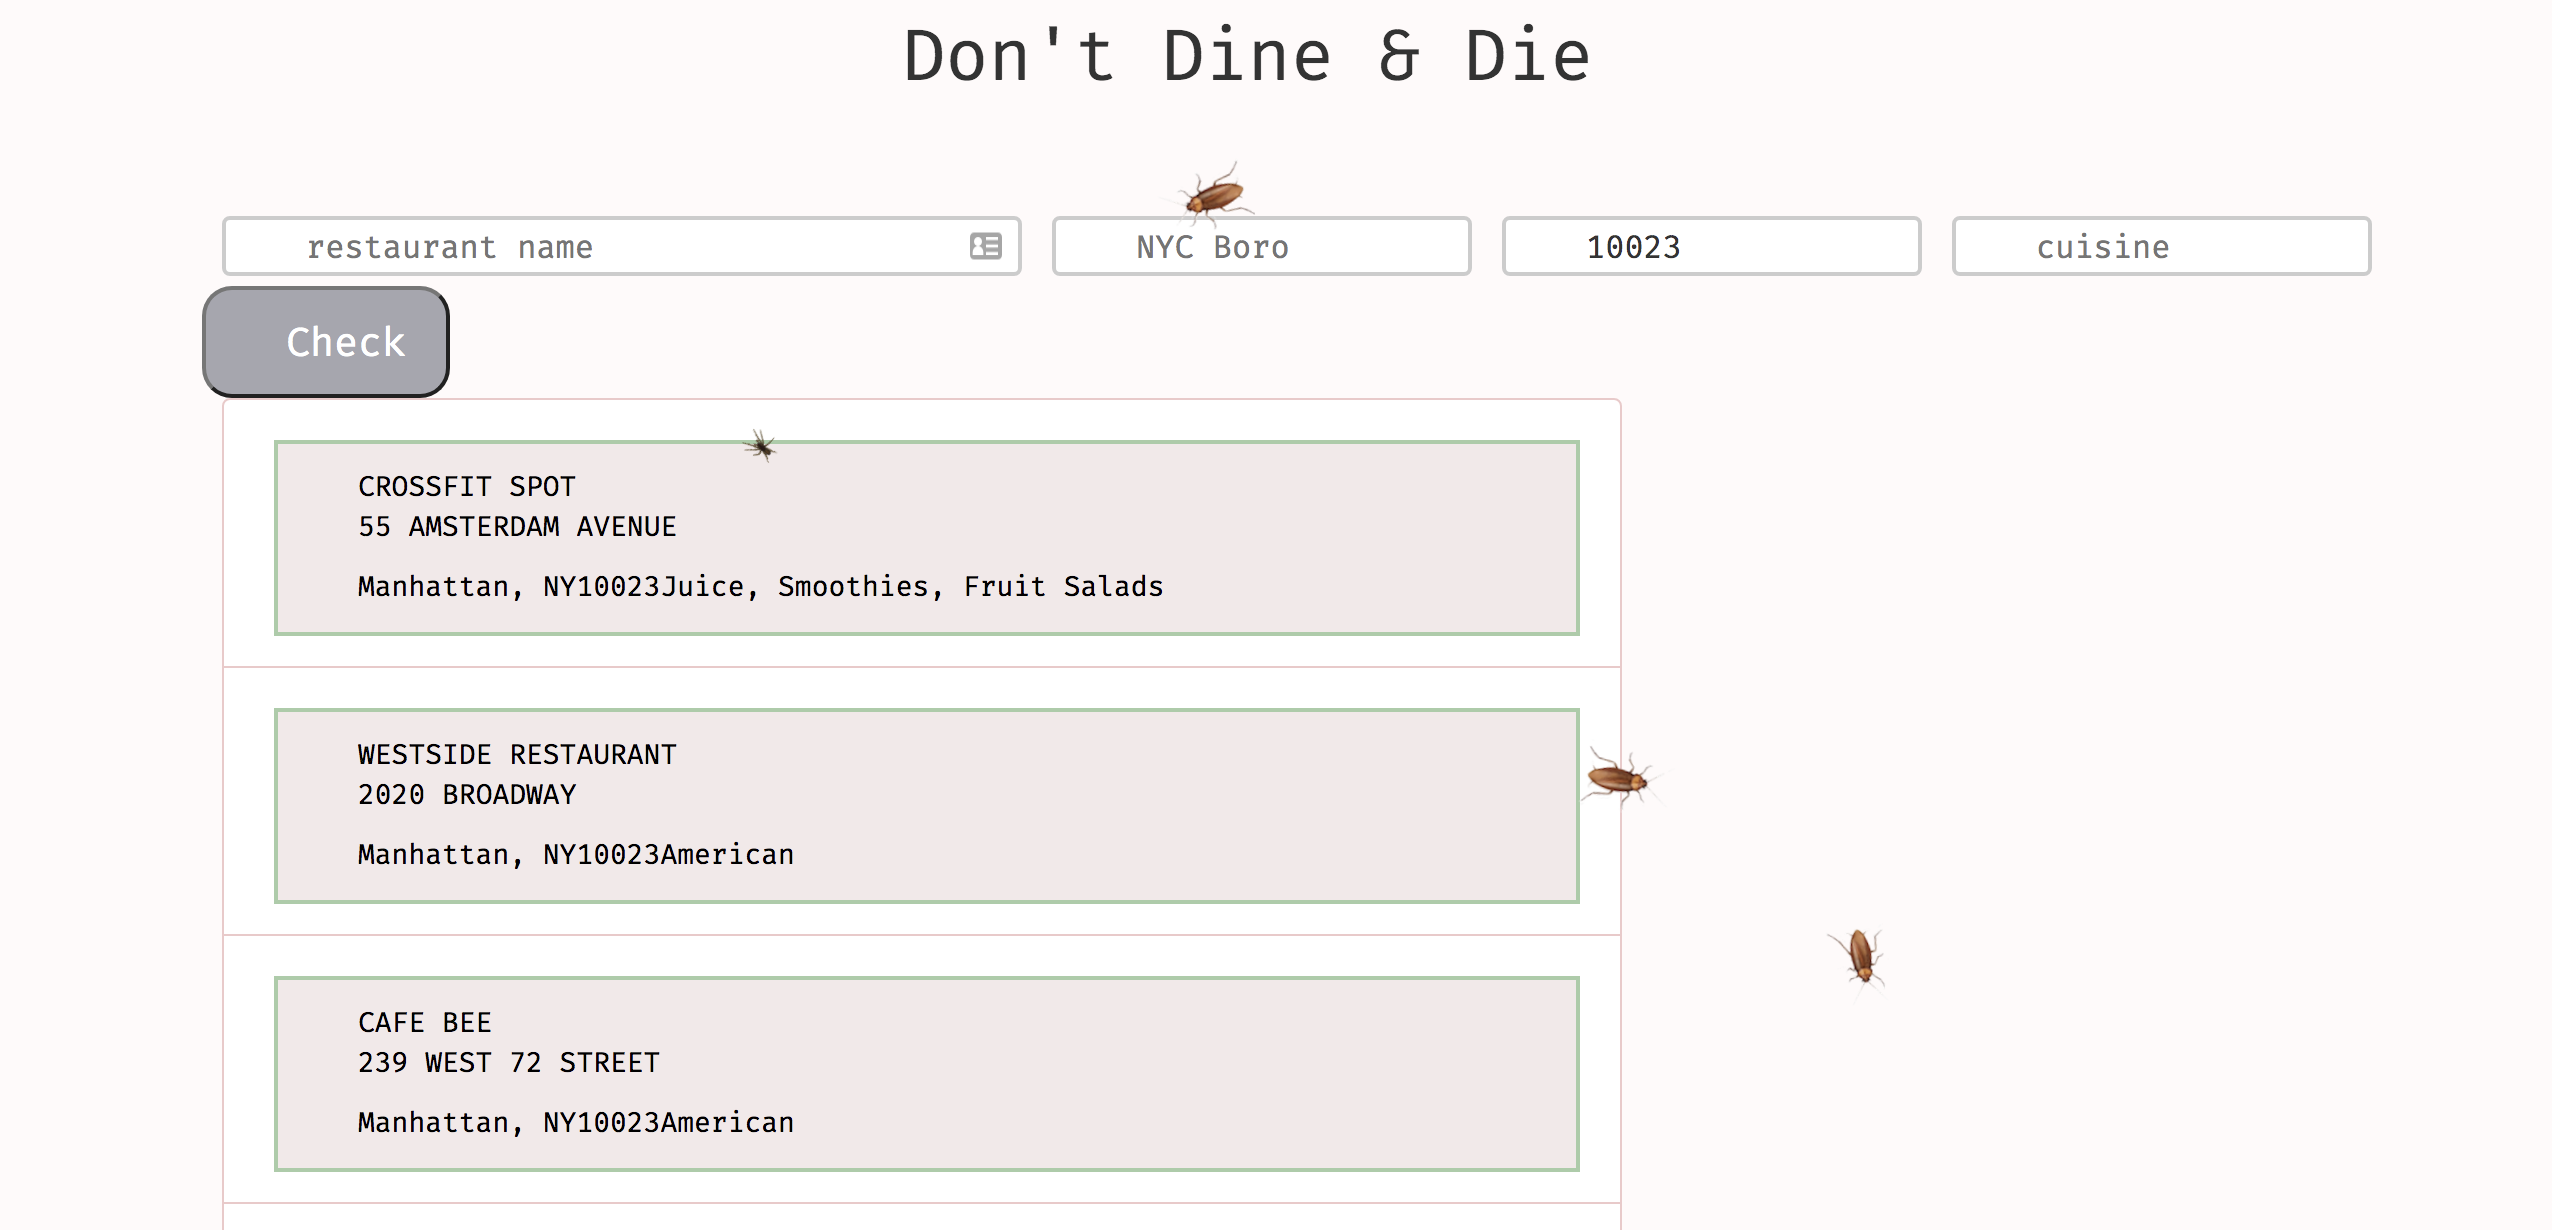 Don't Dine & Die
restaurant name
NYC Boro
10023
cuisine
Check
CROSSFIT SPOT
55 AMSTERDAM AVENUE
Manhattan, NY10023Juice, Smoothies, Fruit Salads
WESTSIDE RESTAURANT
2020 BROADWAY
Manhattan, NY10023American
CAFE BEE
239 WEST 72 STREET
Manhattan, NY10023American